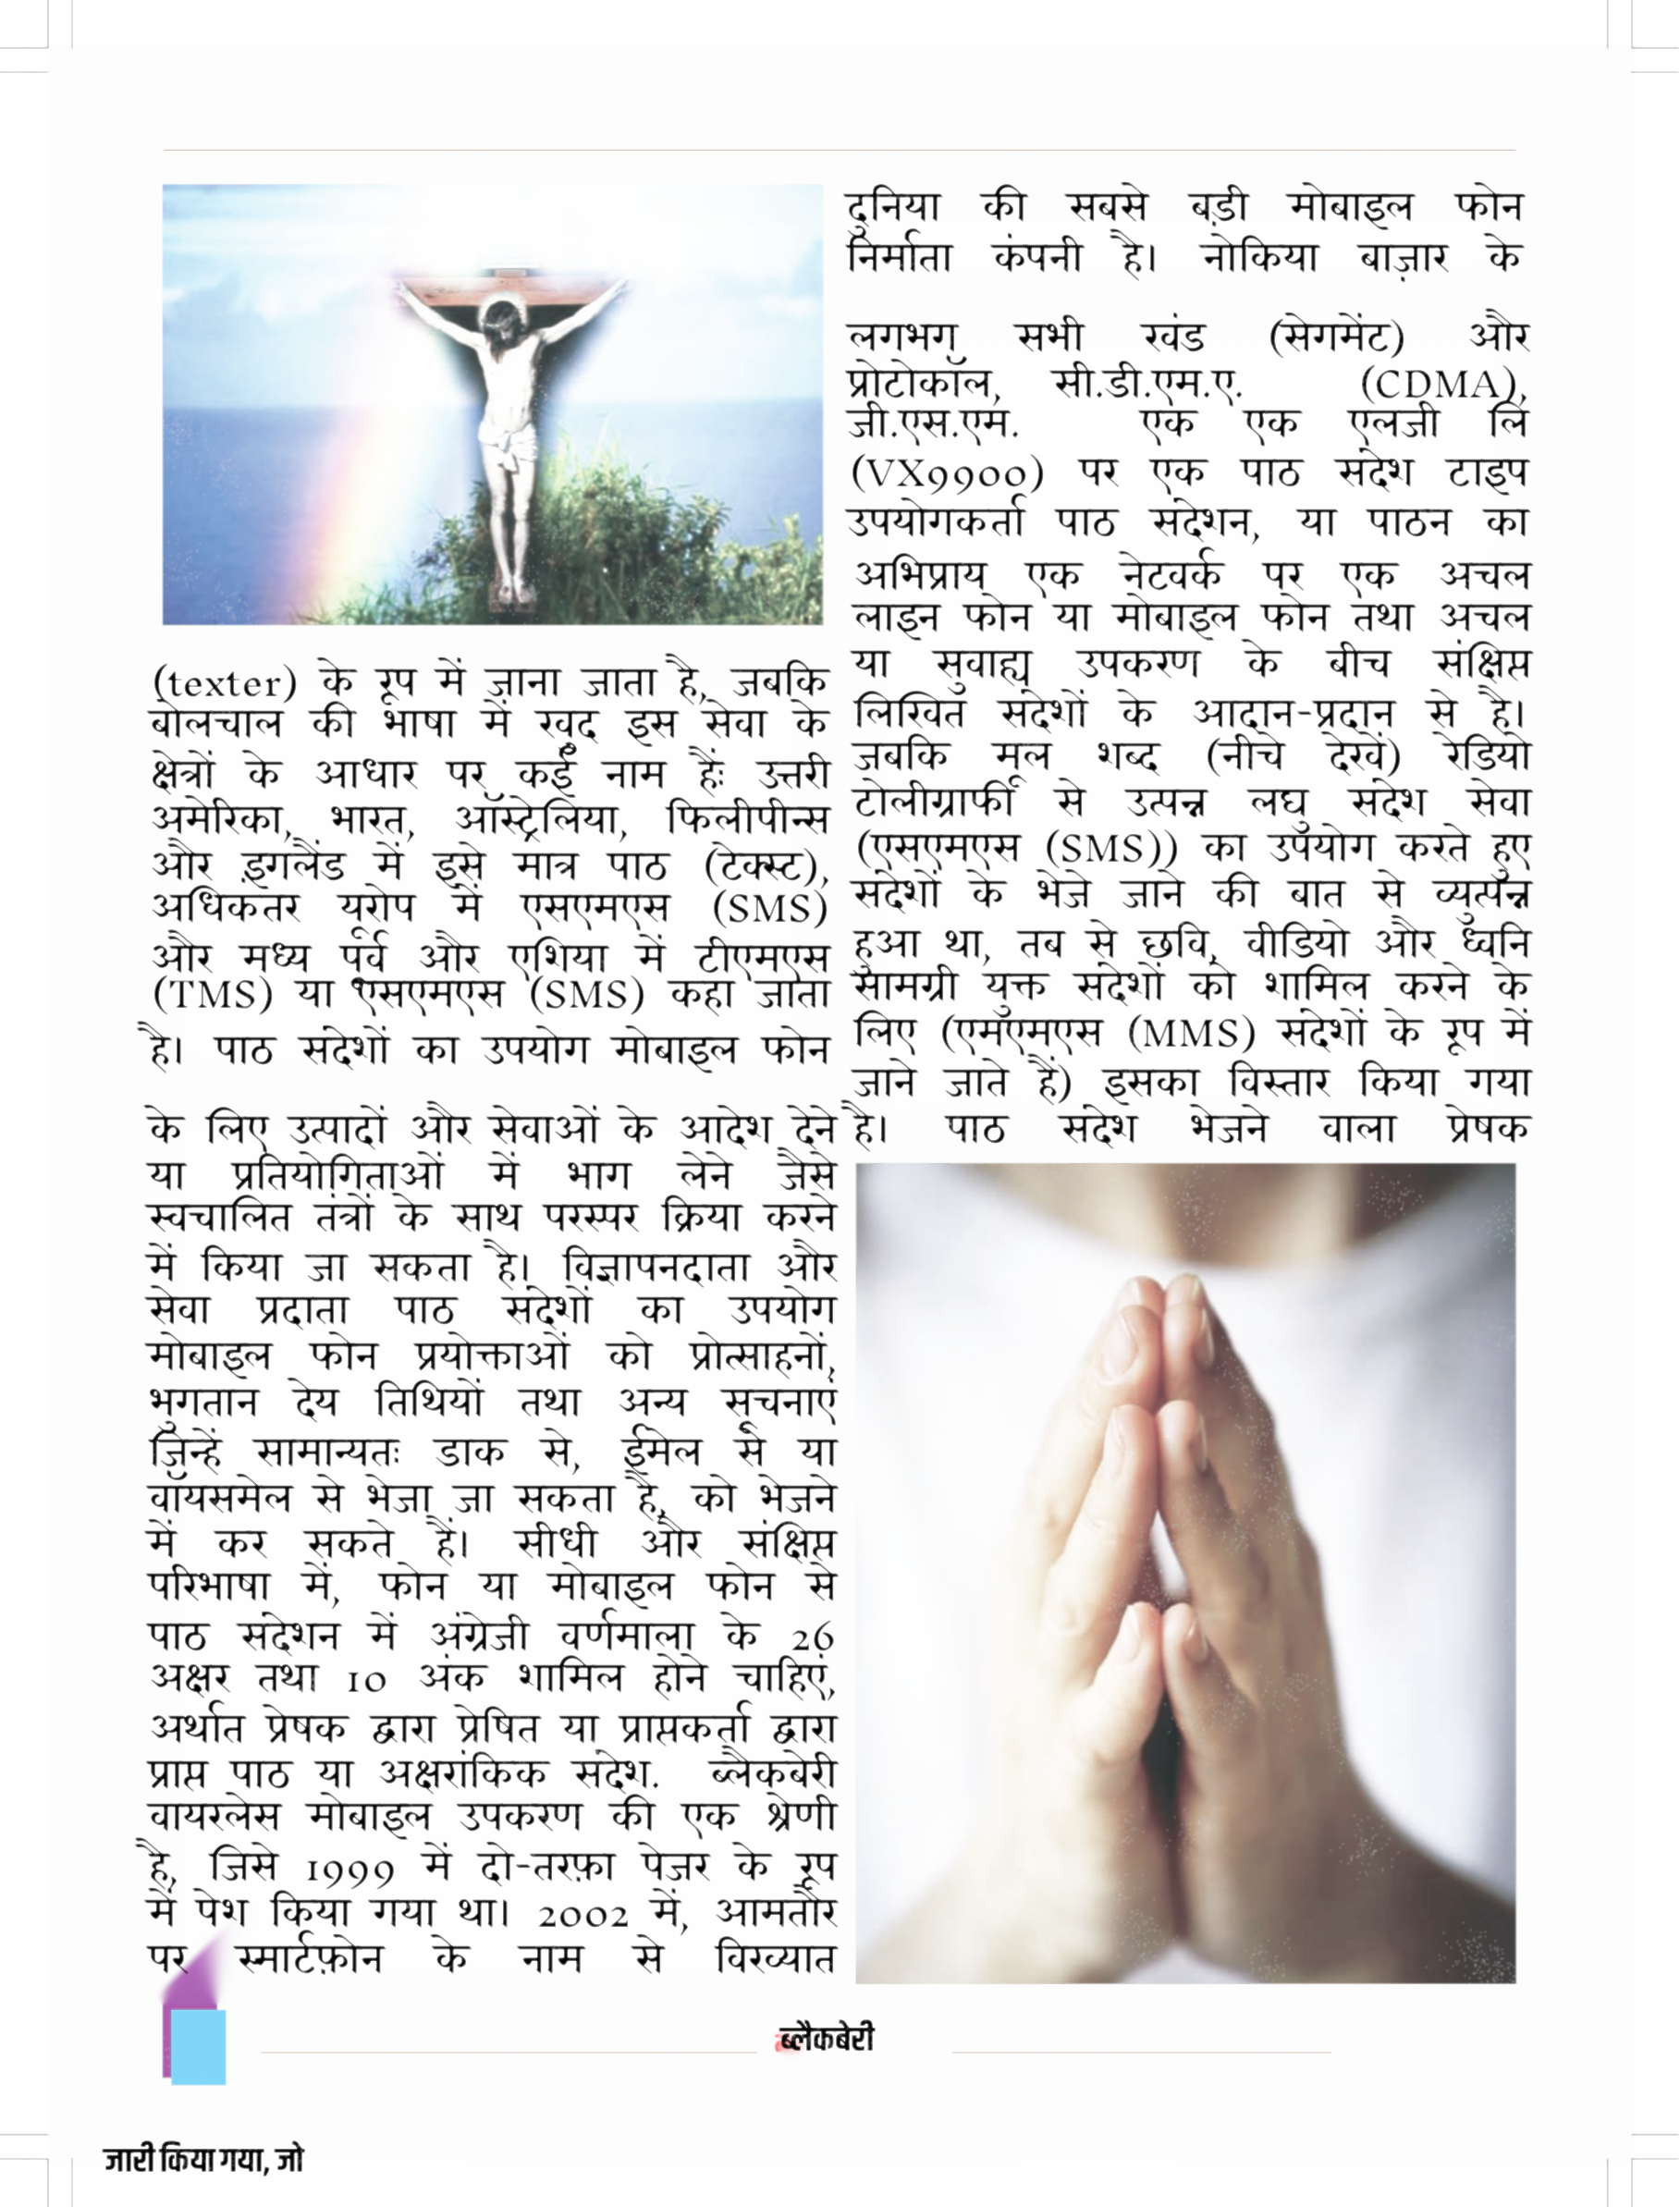 (texter) के रूप में जाना जाता है, जबकि
बोलचाल की भाषा में खुद इस सेवा के
क्षेत्रों के आधार पर कई नाम हैंः उत्तरी
अमेरिका, भारत, ऑस्ट्रेलिया, फिलीपीन्स
और इंगलैंड में इसे मात्र पाठ (टेक्स्ट),
अधिकतर यूरोप में एसएमएस (SMS)
और मध्य पूर्व और एशिया में टीएमएस
(TMS) या एसएमएस (SMS) कहा जाता
है। पाठ संदेशों का उपयोग मोबाइल फोन
के लिए उत्पादों और सेवाओं के आदेश देने
या प्रतियोगिताओं में भाग लेने जैसे
स्वचालित तंत्रों के साथ परस्पर क्रिया करने
में किया जा सकता है। विज्ञापनदाता और
सेवा प्रदाता पाठ संदेशों का उपयोग
मोबाइल फोन प्रयोक्ताओं को प्रोत्साहनों,
भुगतान देय तिथियों तथा अन्य सूचनाएं
जिन्हें सामान्यतः डाक से, ईमेल से या
वॉयसमेल से भेजा जा सकता है, को भेजने
में कर सकते हैं। सीधी और संक्षिप्त
परिभाषा में, फोन या मोबाइल फोन से
पाठ संदेशन में अंग्रेजी वर्णमाला के 26
अक्षर तथा 10 अंक शामिल होने चाहिएं,
अर्थात प्रेषक द्वारा प्रेषित या प्राप्तकर्ता द्वारा
प्राप्त पाठ या अक्षरांकिक संदेश. ब्लैकबेरी
वायरलेस मोबाइल उपकरण की एक श्रेणी
है, जिसे 1999 में दो-तरफ़ा पेजर के रूप
में पेश किया गया था। 2002 में, आमतौर
पर स्मार्टफ़ोन के नाम से विख्यात
दुनिया की सबसे बड़ी मोबाइल फोन
निर्माता कंपनी है। नोकिया बाज़ार के
लगभग सभी खंड (सेगमेंट) और
प्रोटोकॉल, सी.डी.एम.ए. (CDMA),
जी.एस.एम. एक एक एलजी लि
(VX9900) पर एक पाठ संदेश टाइप
उपयोगकर्ता पाठ संदेशन, या पाठन का
अभिप्राय एक नेटवर्क पर एक अचल
लाइन फोन या मोबाइल फोन तथा अचल
या सुवाह्य उपकरण के बीच संक्षिप्त
लिखित संदेशों के आदान-प्रदान से है।
जबकि मूल शब्द (नीचे देखें) रेडियो
टोलीग्राफी से उत्पन्न लघु संदेश सेवा
(एसएमएस (SMS)) का उपयोग करते हुए
संदेशों के भेजे जाने की बात से व्युत्पन्न
हुआ था, तब से छवि, वीडियो और ध्वनि
सामग्री युक्त संदेशों को शामिल करने के
लिए (एमएमएस (MMS) संदेशों के रूप में
जाने जाते हैं) इसका विस्तार किया गया
है। पाठ संदेश भेजने वाला प्रेषक
ब्लैकबेरी
जारी किया गया, जो